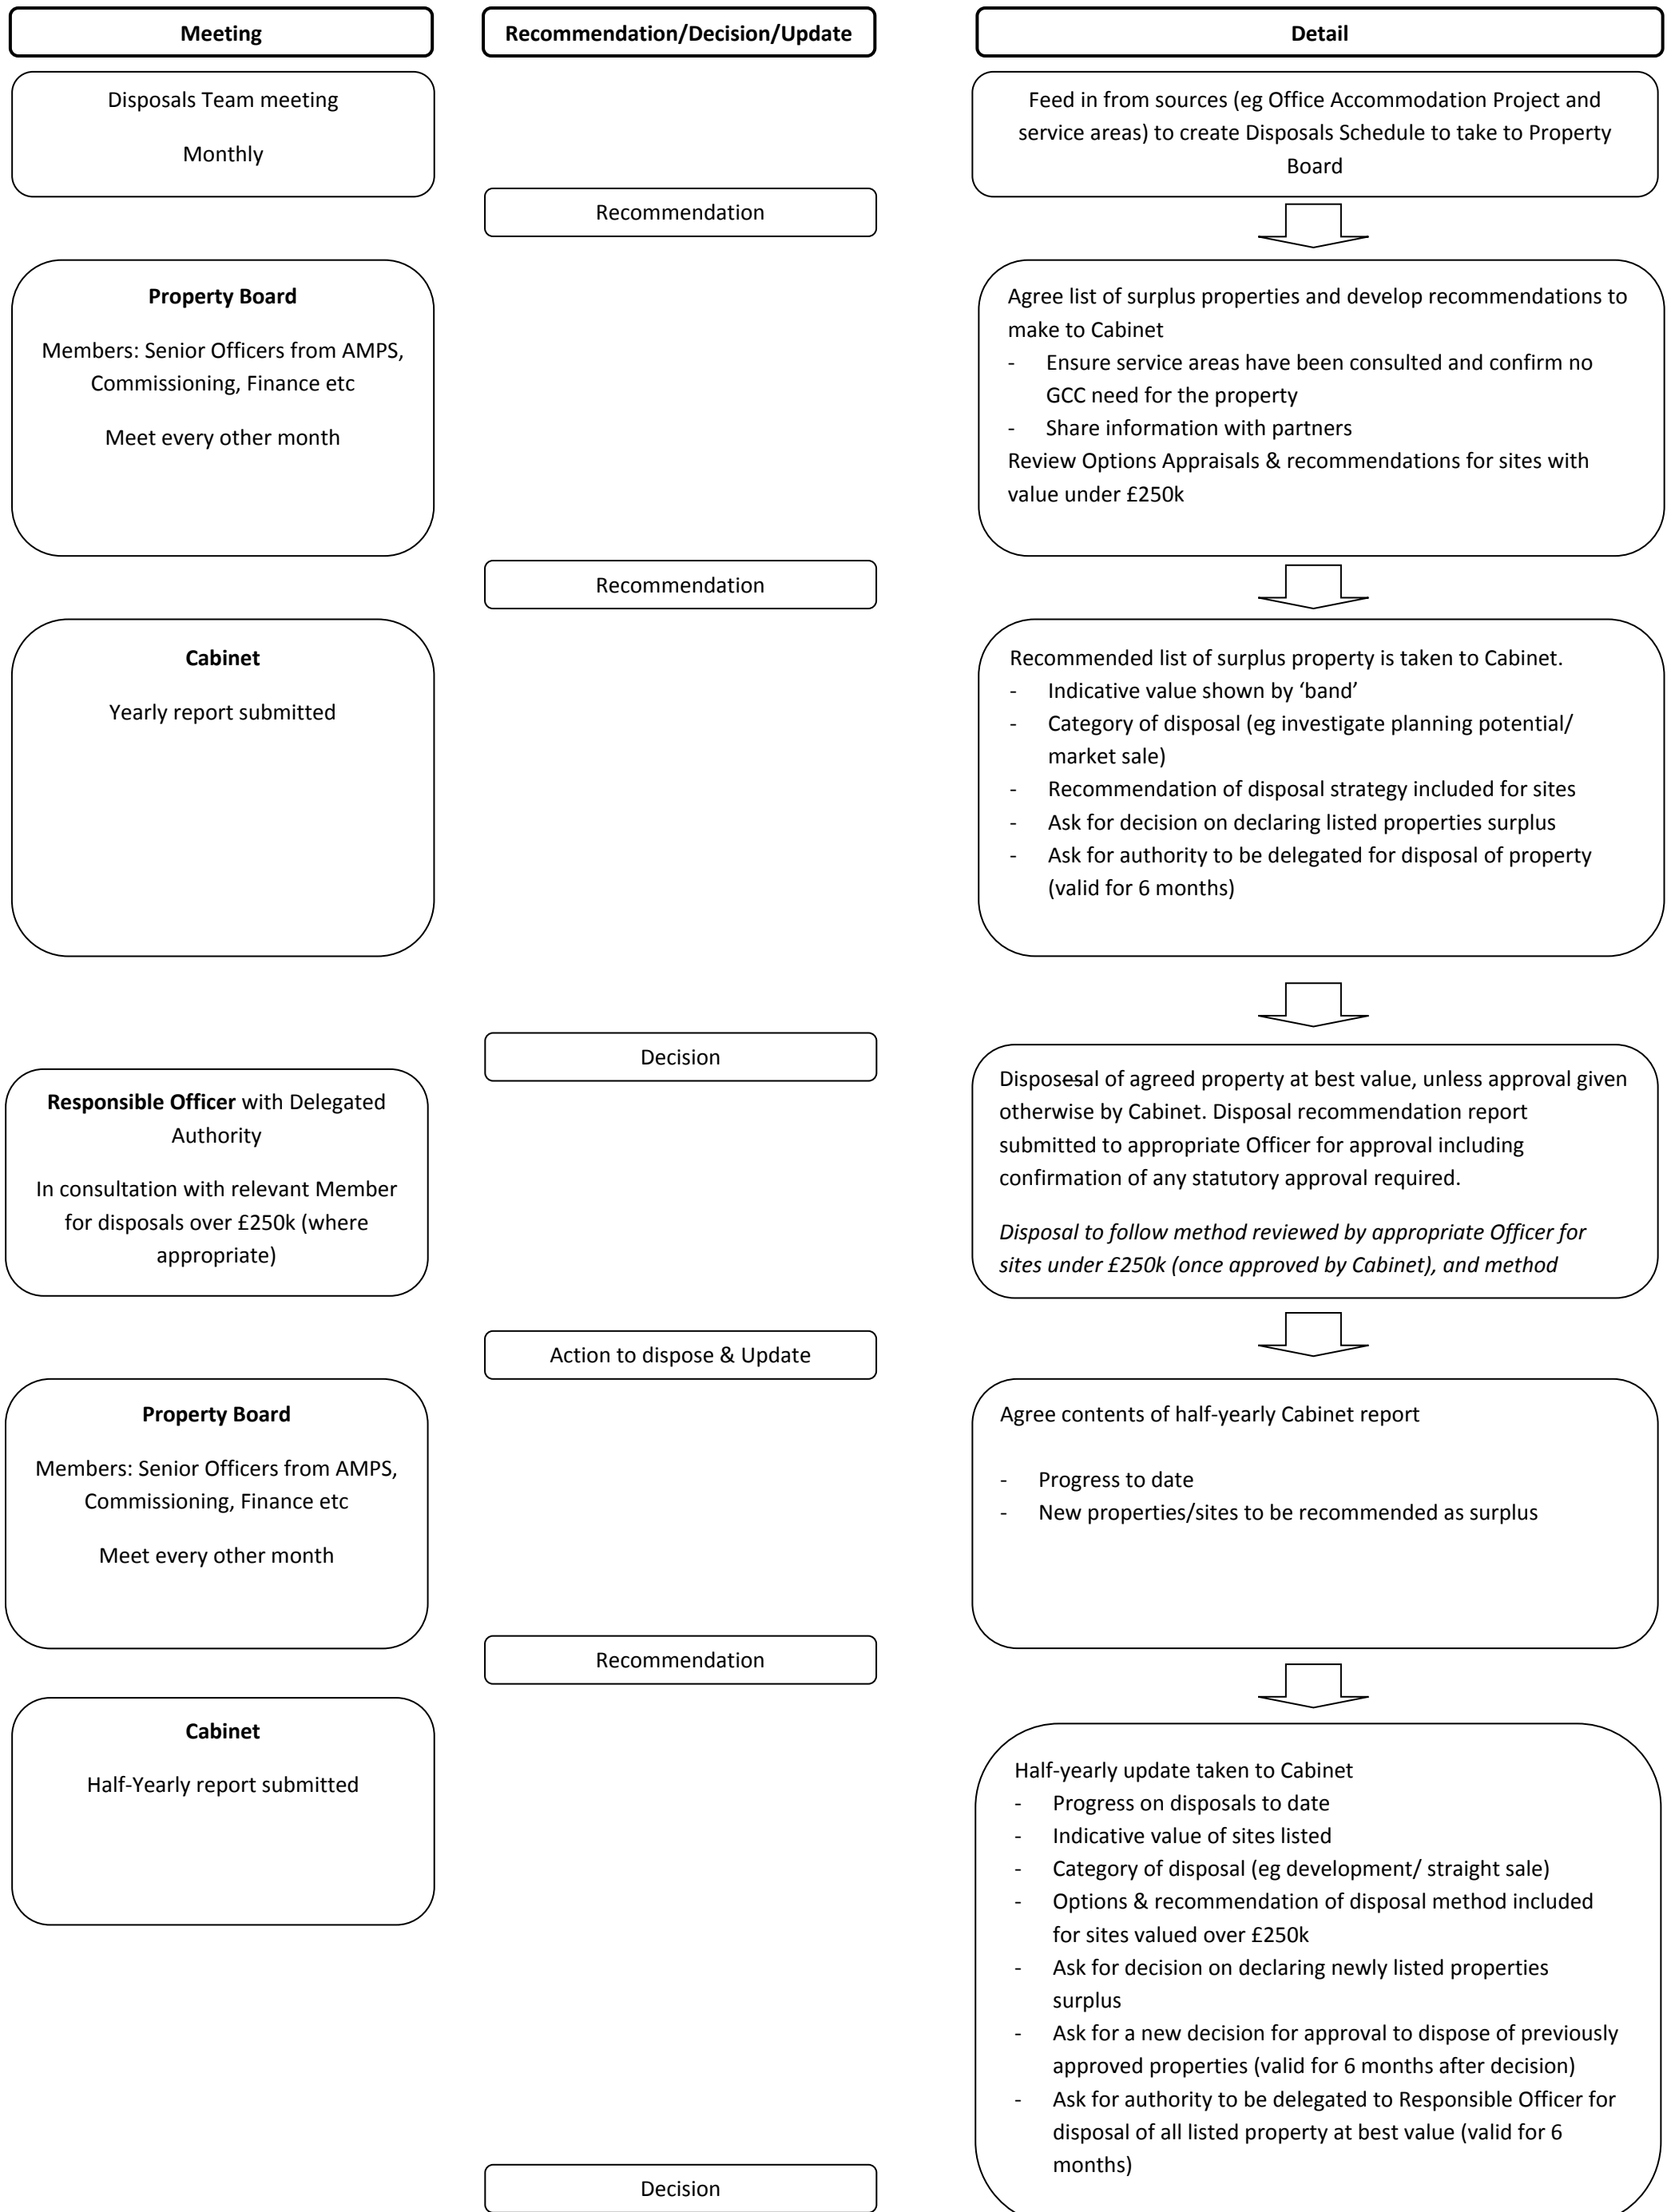 Meeting
Recommendation/Decision/Update
Detail
Disposals Team meeting
Monthly
Feed in from sources (eg Office Accommodation Project and
service areas) to create Disposals Schedule to take to Property
Board
Recommendation
Property Board
Members: Senior Officers from AMPS,
Commissioning, Finance etc
Meet every other month
Agree list of surplus properties and develop recommendations to
make to Cabinet
- Ensure service areas have been consulted and confirm no
GCC need for the property
- Share information with partners
Review Options Appraisals & recommendations for sites with
value under £250k
Recommendation
Cabinet
Yearly report submitted
Recommended list of surplus property is taken to Cabinet.
- Indicative value shown by ‘band’
- Category of disposal (eg investigate planning potential/
market sale)
- Recommendation of disposal strategy included for sites
- Ask for decision on declaring listed properties surplus
- Ask for authority to be delegated for disposal of property
(valid for 6 months)
Decision
Responsible Officer with Delegated
Authority
In consultation with relevant Member
for disposals over £250k (where
appropriate)
Disposesal of agreed property at best value, unless approval given
otherwise by Cabinet. Disposal recommendation report
submitted to appropriate Officer for approval including
confirmation of any statutory approval required.
Disposal to follow method reviewed by appropriate Officer for
sites under £250k (once approved by Cabinet), and method
Action to dispose & Update
Property Board
Members: Senior Officers from AMPS,
Commissioning, Finance etc
Meet every other month
Agree contents of half-yearly Cabinet report
- Progress to date
- New properties/sites to be recommended as surplus
Recommendation
Cabinet
Half-Yearly report submitted
Half-yearly update taken to Cabinet
- Progress on disposals to date
- Indicative value of sites listed
- Category of disposal (eg development/ straight sale)
- Options & recommendation of disposal method included
for sites valued over £250k
- Ask for decision on declaring newly listed properties
surplus
- Ask for a new decision for approval to dispose of previously
approved properties (valid for 6 months after decision)
- Ask for authority to be delegated to Responsible Officer for
disposal of all listed property at best value (valid for 6
months)
Decision